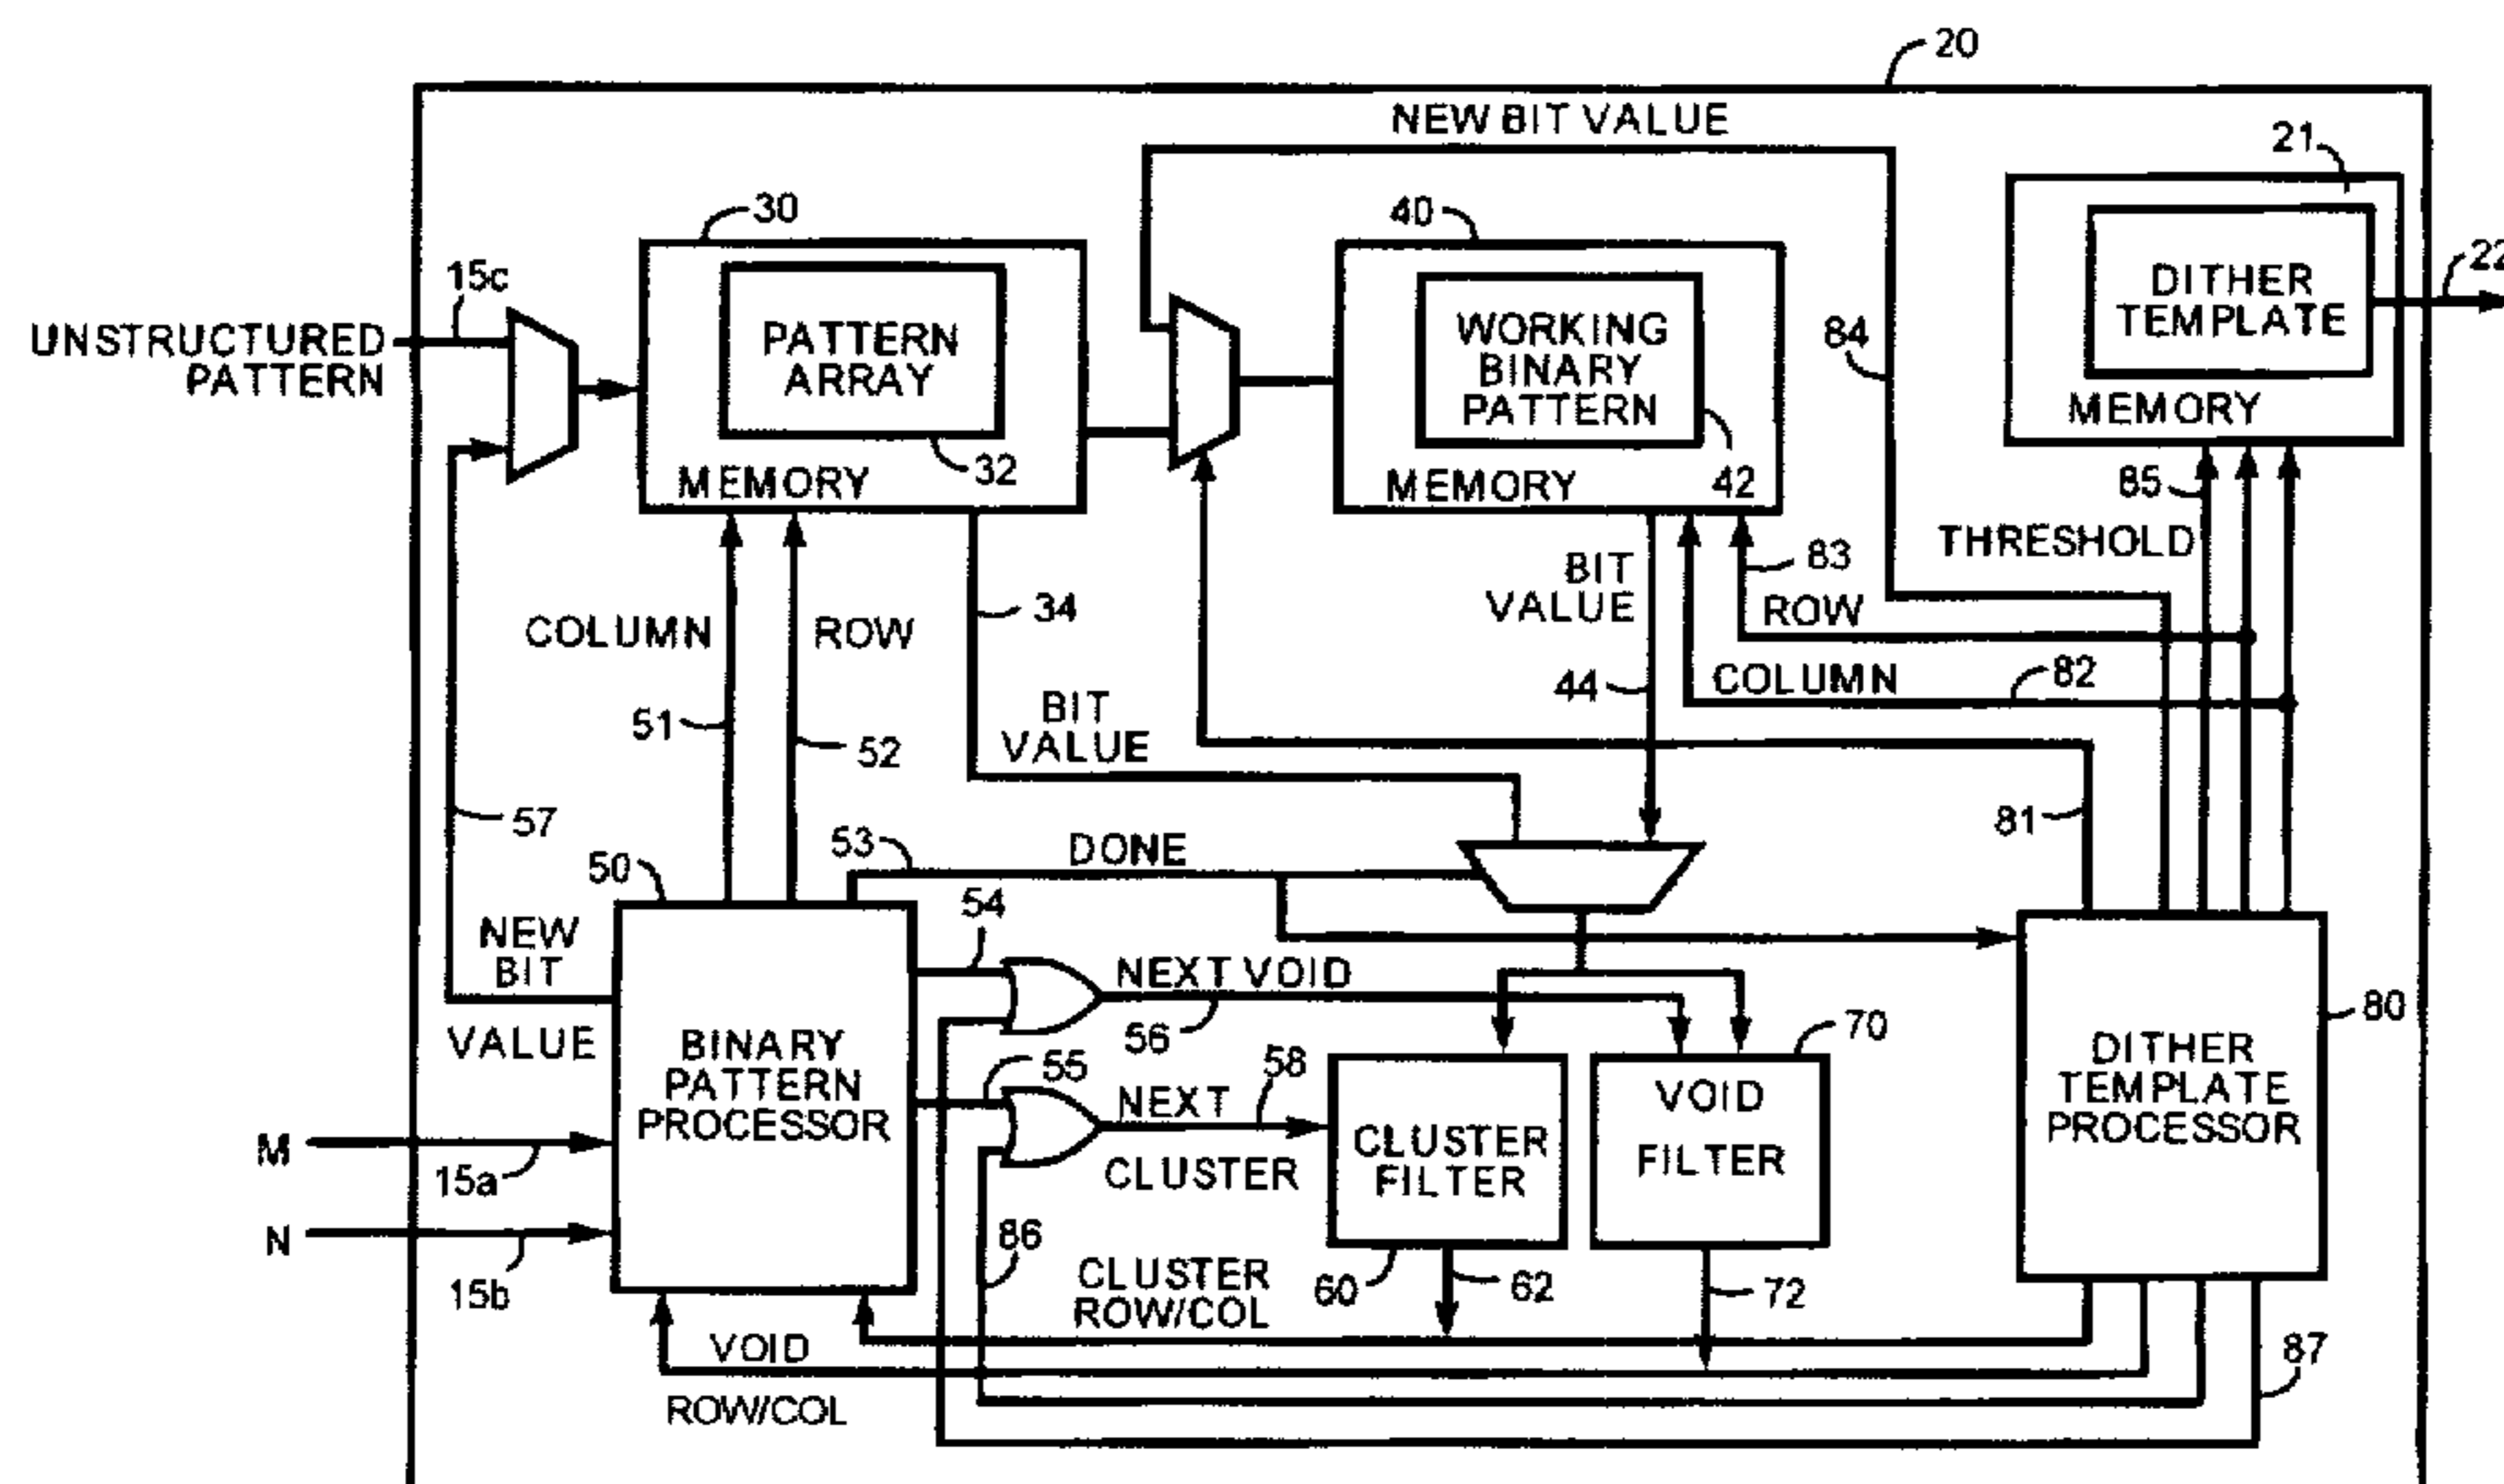 20
NEW BIT VALUE
21
30
40
15c
22
DITHER
TEMPLATE
UNSTRUCTURED
PATTERN
PATTERN
ARRAY
WORKING
BINARY
PATTERN
84
MEMORY
32
MEMORY
42
MEMORY
85
THRESHOLD
BIT
VALUE
83
ROW
34
COLUMN
ROW
44
COLUMN
82
51
52
BIT
VALUE
57
53
DONE
81
50
54
NEW
BIT
VALUE
NEXT VOID
56
70
80
BINARY
PATTERN
PROCESSOR
55
NEXT
CLUSTER
58
CLUSTER
FILTER
VOID
FILTER
DITHER
TEMPLATE
PROCESSOR
M
15a
N
15b
86
CLUSTER
ROW/COL
60
62
72
87
VOID
ROW/COL